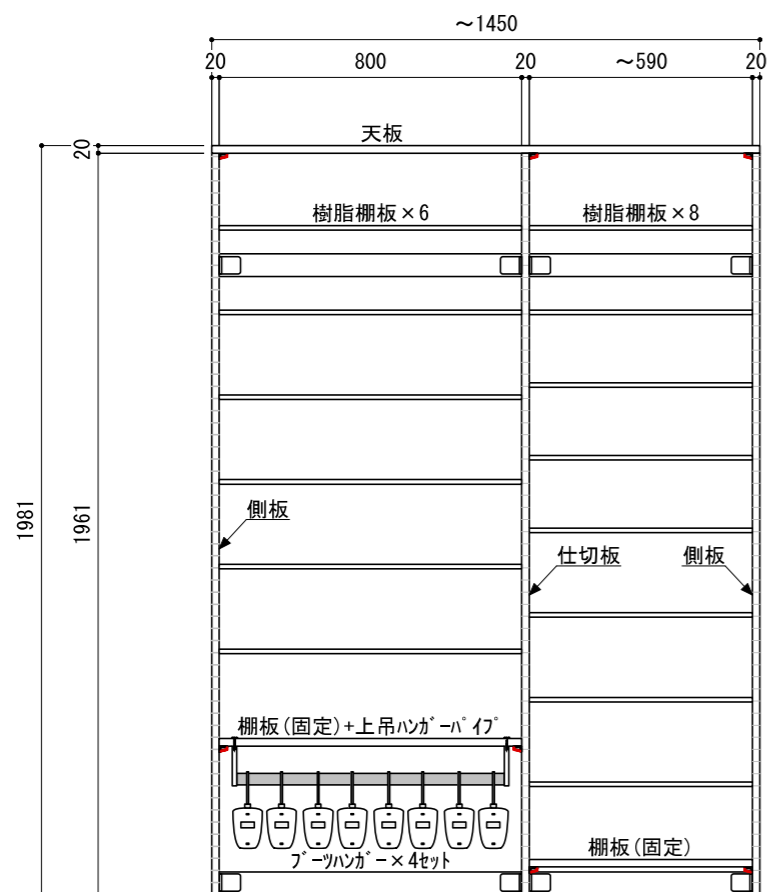 ～1450
20 800 20 ～590 20
20
天板
樹脂棚板×6
樹脂棚板×8
1981
1961
側板
仕切板
側板
棚板(固定)+上吊ﾊﾝｶﾞｰﾊﾟｲﾌﾟ
ﾌﾞｰﾂﾊﾝｶﾞｰ×4ｾｯﾄ
棚板(固定)